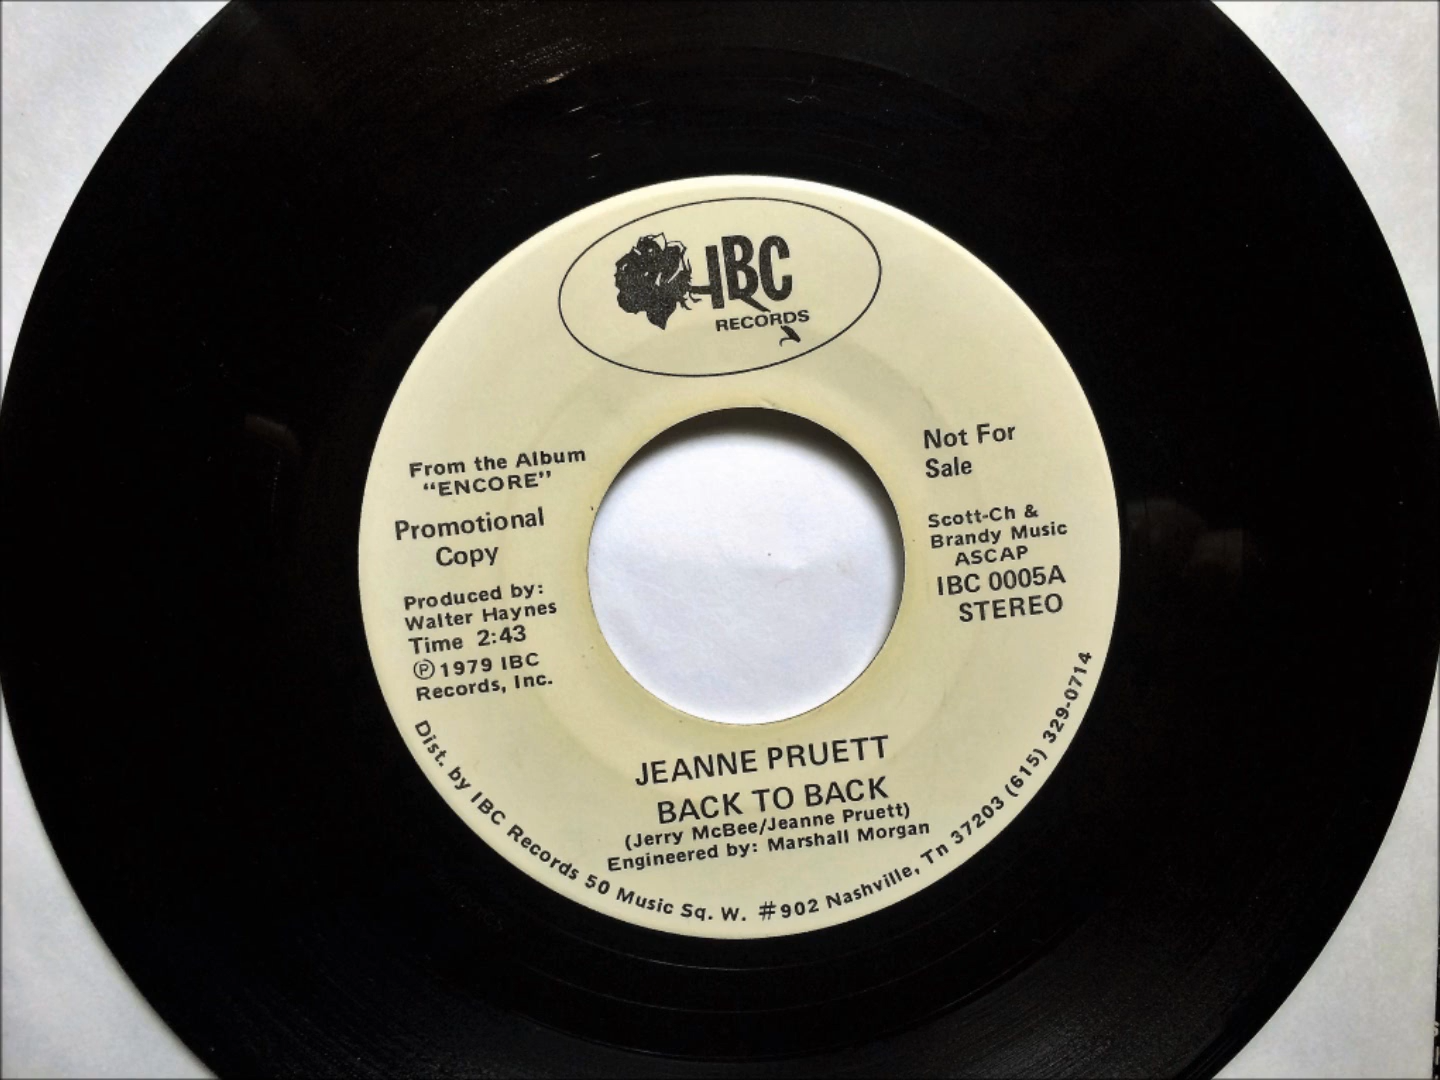 IBC
RECORDS
From the Album
"ENCORE"
Promotional
Copy
Produced by:
Walter Haynes
Time 2:43
Ⓟ1979 IBC
Records, Inc.
Not For
Sale
Scott-Ch &
Brandy Music
ASCAP
IBC 0005A
STEREO
JEANNE PRUETT
BACK TO BACK
(Jerry McBee/Jeanne Pruett)
Engineered by: Marshall Morgan
Dist. by IBC Records 50 Music Sq. W. #902 Nashville, Tn 37203 (615) 329-0714